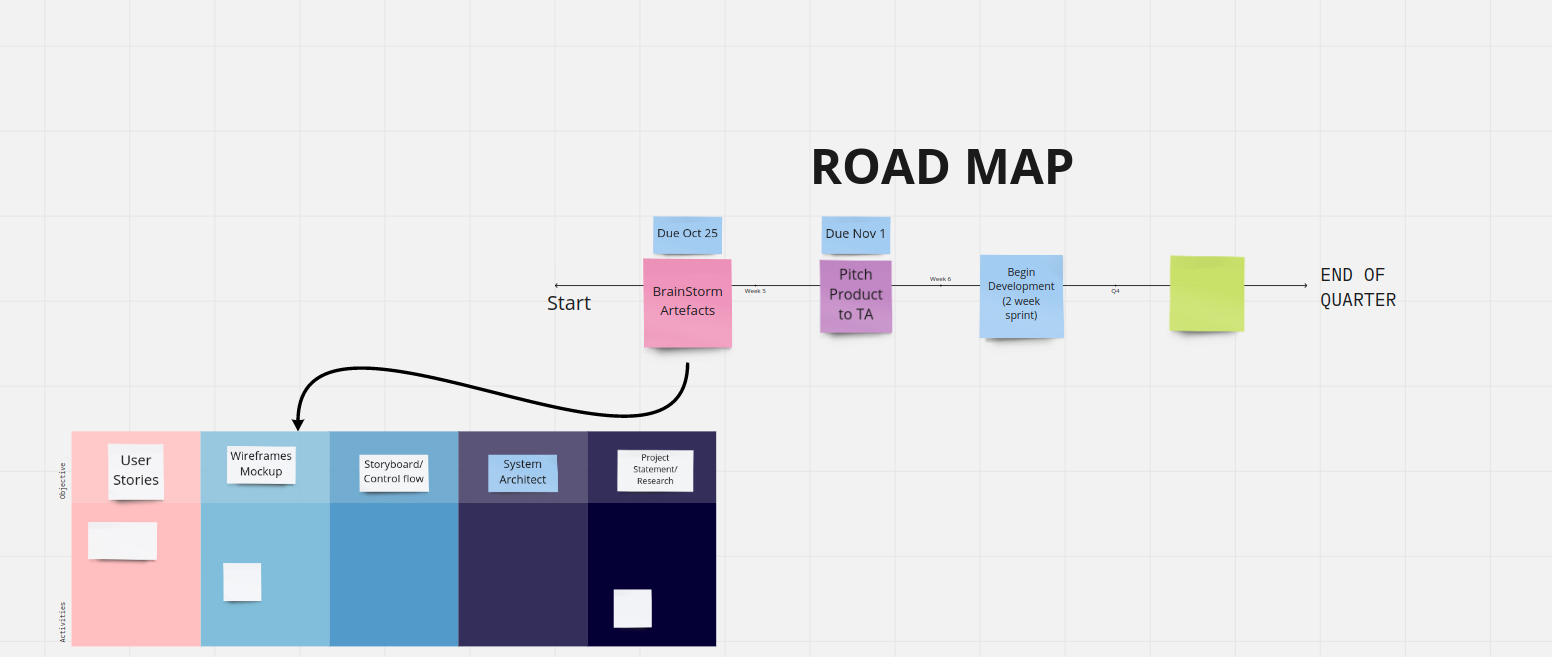 ROAD MAP
Due Oct 25
Due Nov 1
Start
BrainStorm
Artefacts
Week 5
Pitch
Product
to TA
Week 6
Begin
Development
(2 week
sprint)
Q4
END OF
QUARTER
Objective
User
Stories
Wireframes
Mockup
Storyboard/
Control flow
System
Architect
Project
Statement/
Research
Activities